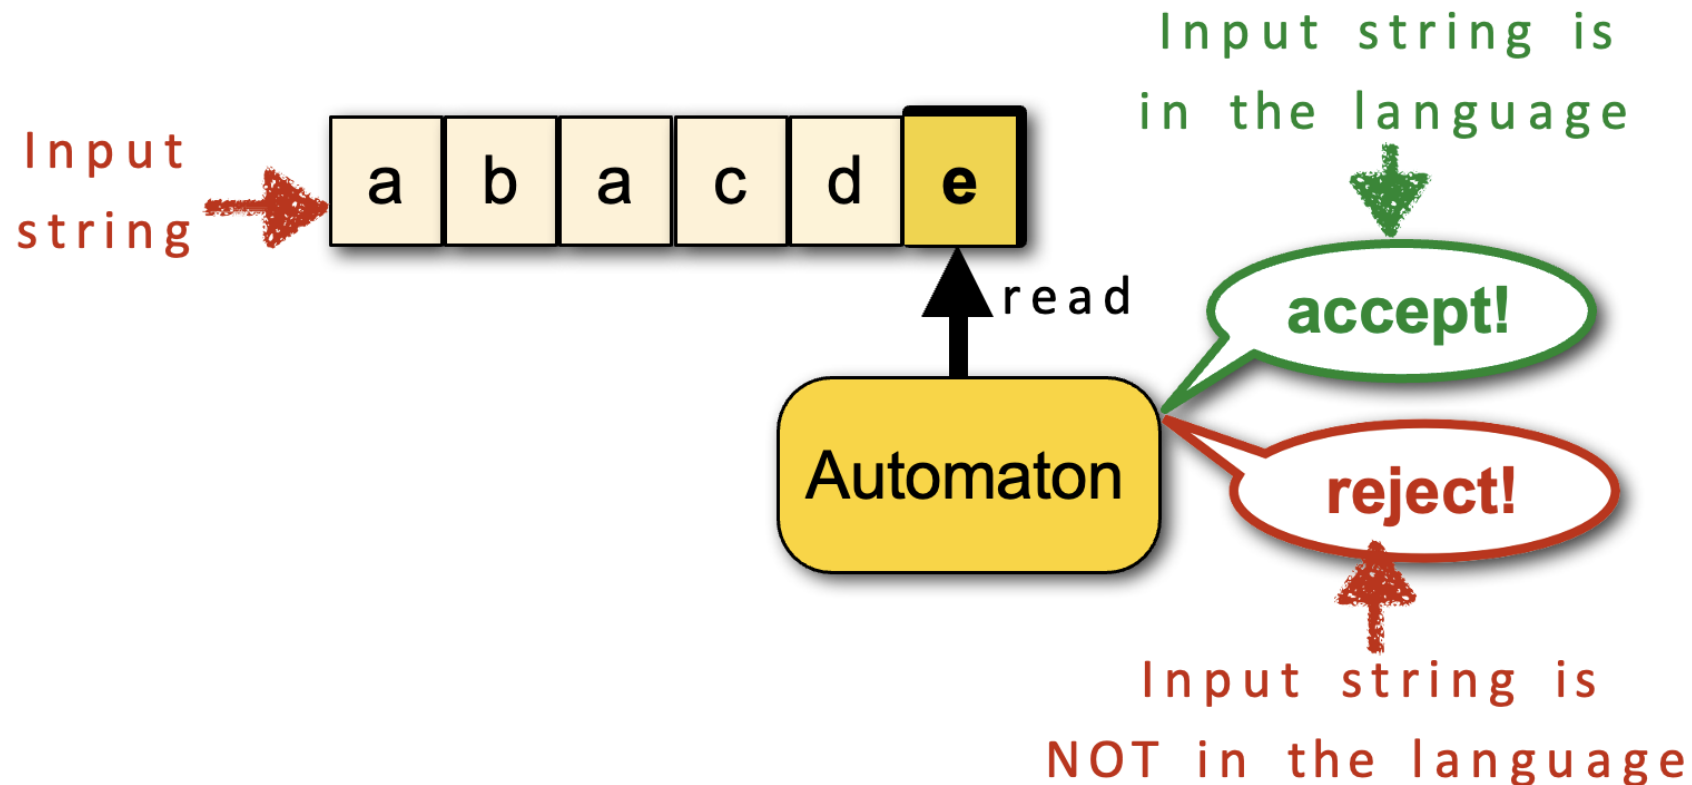 Input string is
in the language
Input
string
a b a c d e
read
accept!
Automaton
reject!
Input string is
NOT in the language